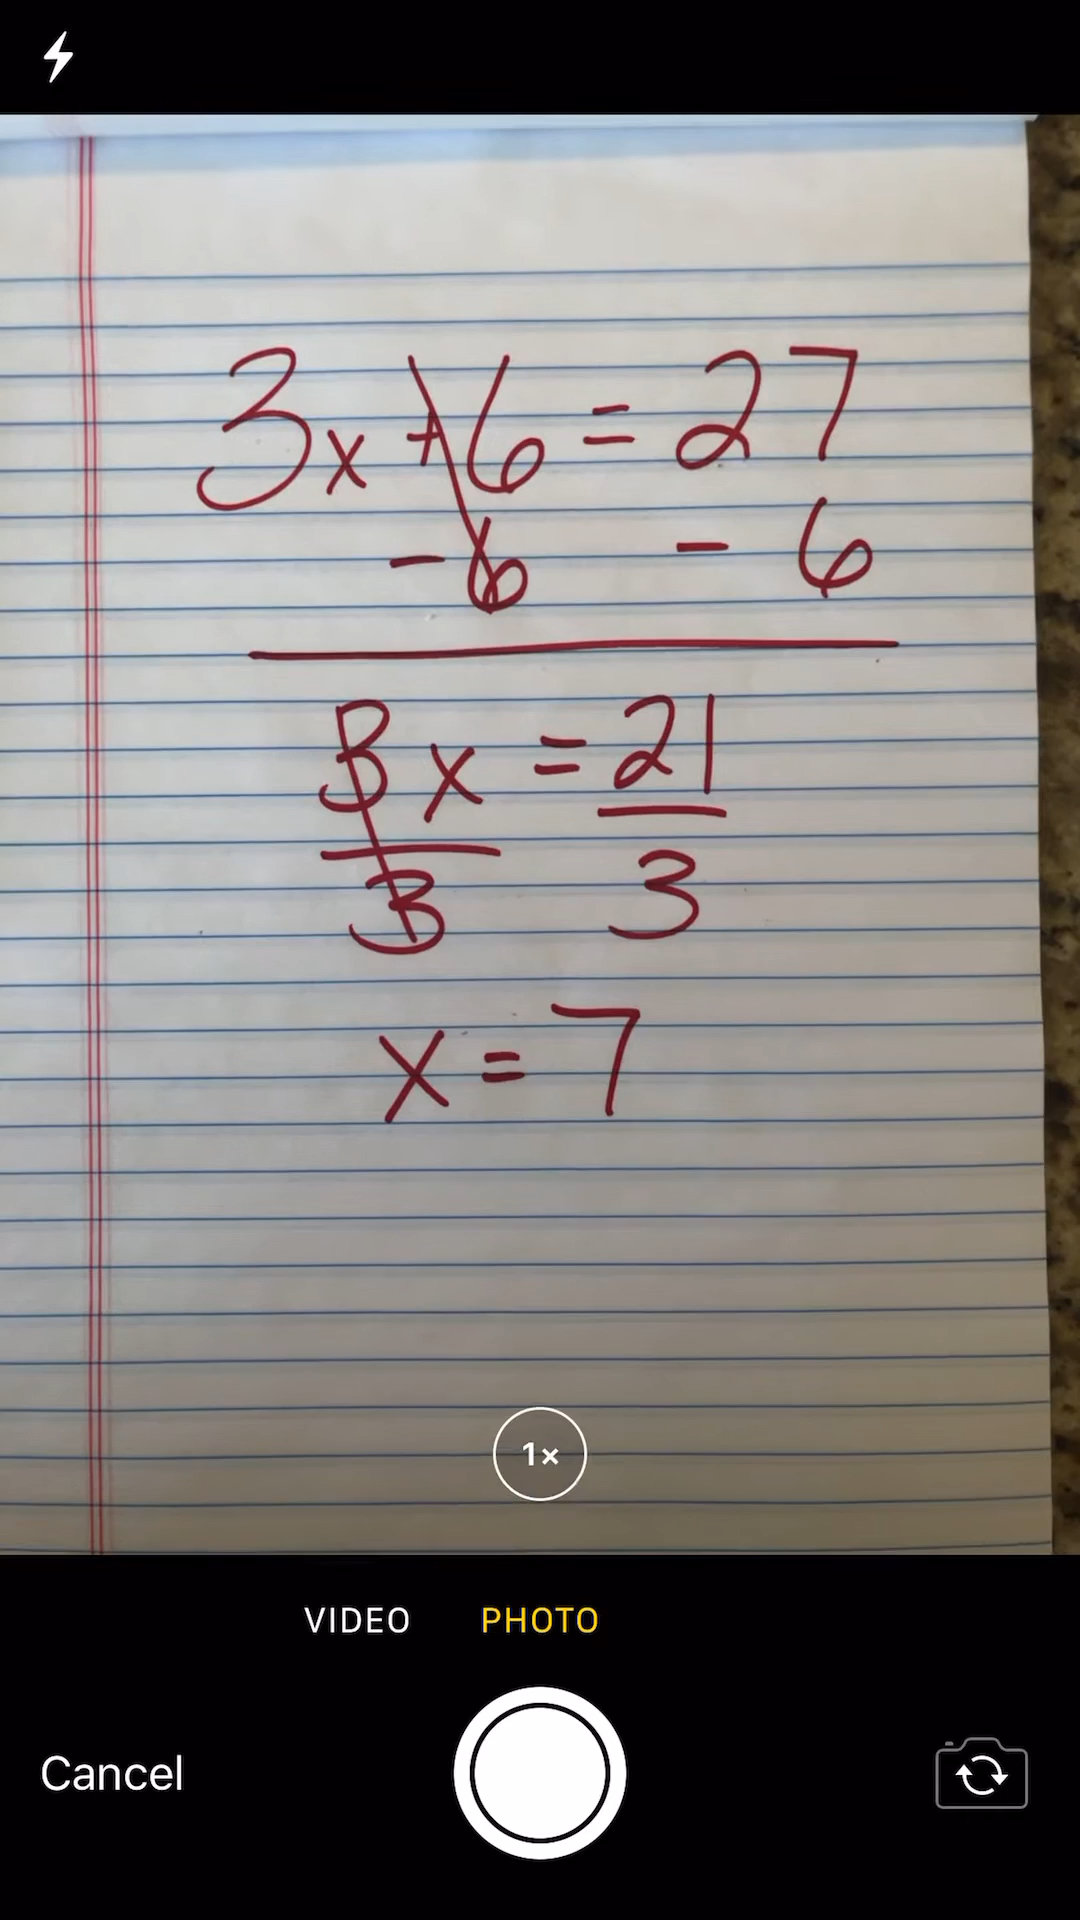 3x + 6 = 27
- 6 - 6
3x = 21
3 3
x = 7
1×
VIDEO PHOTO
Cancel